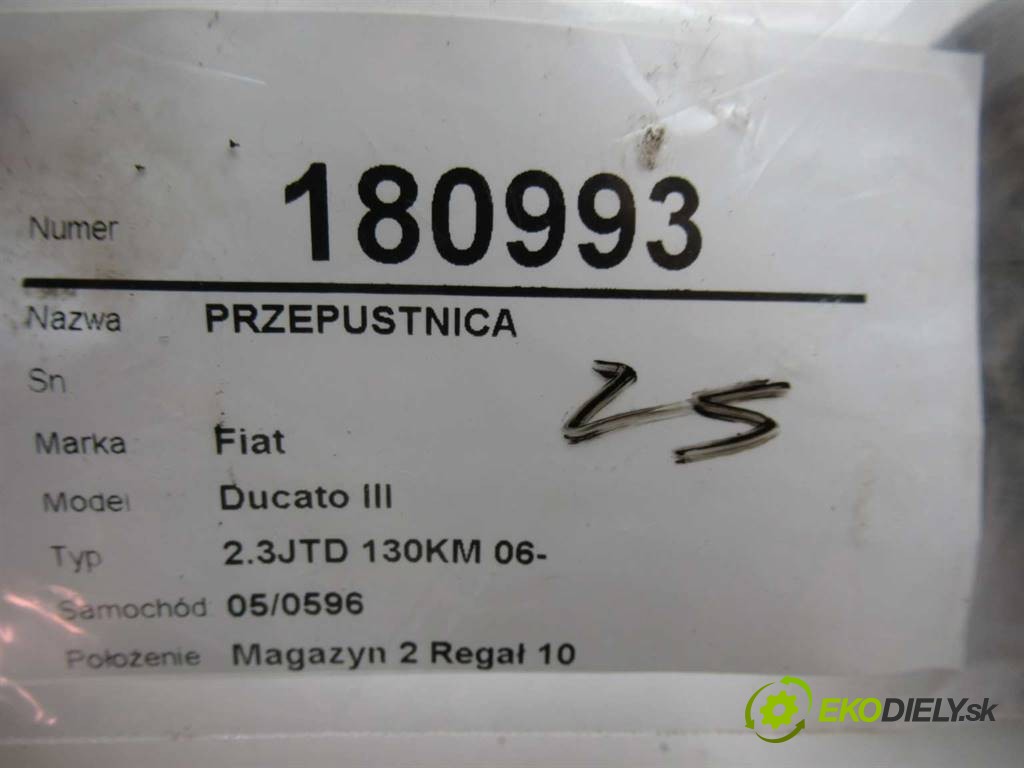 Numer 180993
Nazwa PRZEPUSTNICA
Sn
Marka Fiat
Model Ducato III
Typ 2.3JTD 130KM 06-
Samochód 05/0596
Położenie Magazyn 2 Regał 10
EKODIELY.sk